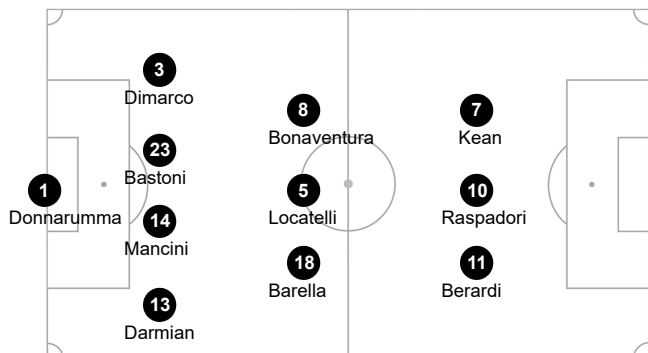 3
Dimarco
8
Bonaventura
7
Kean
23
Bastoni
1
Donnarumma
5
Locatelli
10
Raspadori
14
Mancini
18
Barella
11
Berardi
13
Darmian